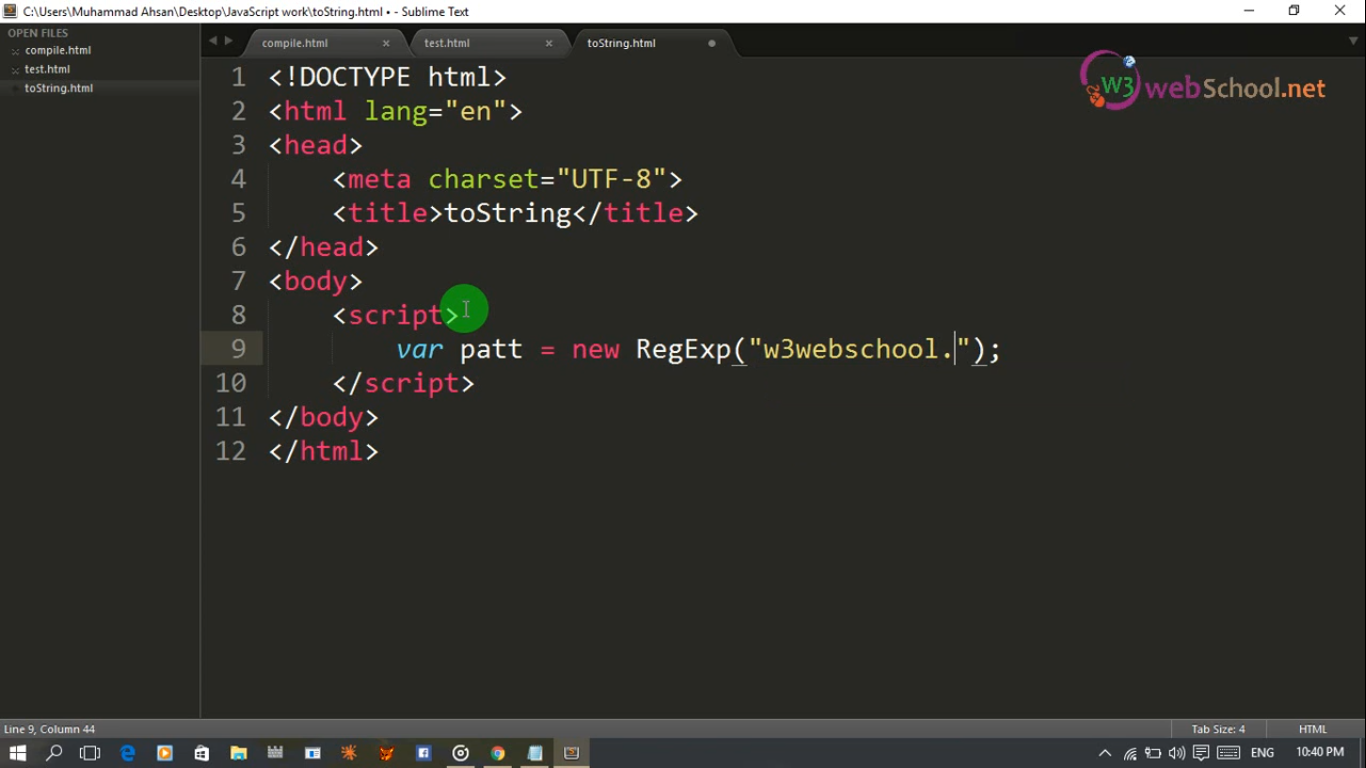 C:\Users\Muhammad Ahsan\Desktop\JavaScript work\toString.html • - Sublime Text
OPEN FILES
compile.html
test.html
toString.html
compile.html × test.html × toString.html
W3 webSchool.net
1 <!DOCTYPE html>
2 <html lang="en">
3 <head>
4     <meta charset="UTF-8">
5     <title>toString</title>
6 </head>
7 <body>
8     <script>
9         var patt = new RegExp("w3webschool.");
10     </script>
11 </body>
12 </html>
Line 9, Column 44
Tab Size: 4
HTML
ENG
10:40 PM